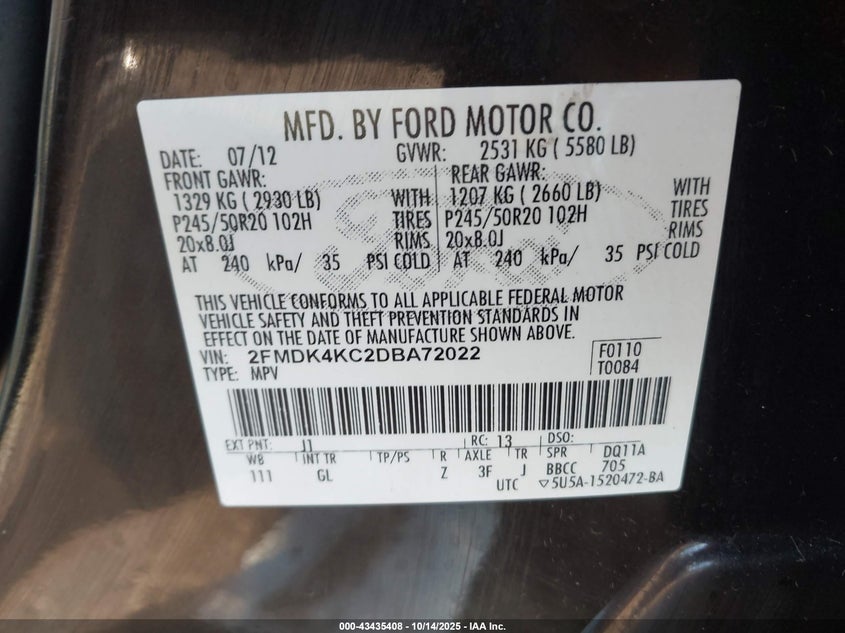 MFD. BY FORD MOTOR CO.
DATE: 07/12 GVWR: 2531 KG ( 5580 LB)
FRONT GAWR: REAR GAWR:
1329 KG ( 2930 LB) WITH 1207 KG ( 2660 LB) WITH
P245/50R20 102H TIRES P245/50R20 102H TIRES
20x8.0J RIMS 20x8.0J RIMS
AT 240 kPa/ 35 PSI COLD AT 240 kPa/ 35 PSI COLD
THIS VEHICLE CONFORMS TO ALL APPLICABLE FEDERAL MOTOR
VEHICLE SAFETY AND THEFT PREVENTION STANDARDS IN
EFFECT ON THE DATE OF MANUFACTURE SHOWN ABOVE.
VIN: 2FMDK4KC2DBA72022 F0110
TYPE: MPV T0084
EXT PNT: J1 RC: 13 DSO:
WB INT TR TP/PS R AXLE TR SPR DQ11A
111 GL Z 3F J BBCC 705
UTC ▽5U5A-1520472-BA
000-43435408 - 10/14/2025 - IAA Inc.